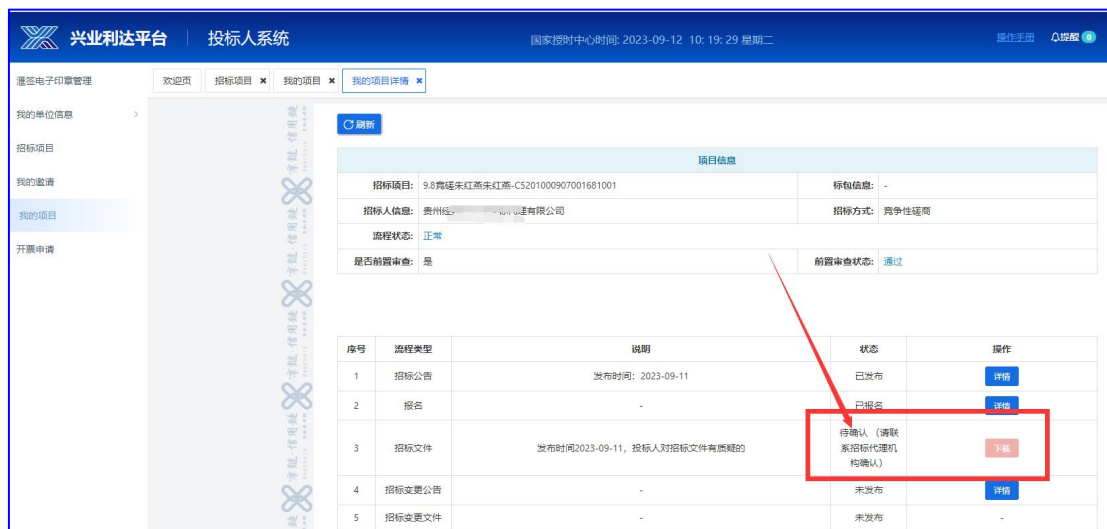 兴业利达平台 投标人系统 国家授时中心时间: 2023-09-12 10: 19: 29 星期二 操作手册 提醒 0
滙签电子印章管理 欢迎页 招标项目 × 我的项目 × 我的项目详情 ×
我的单位信息
招标项目
我的邀请
我的项目
开票申请
刷新
项目信息
招标项目: 9.8竞磋朱红燕朱红燕-C5201000907001681001 标包信息: -
招标人信息: 贵州经 建有限公司 招标方式: 竞争性磋商
流程状态: 正常
是否前置审查: 是 前置审查状态: 通过
序号 流程类型 说明 状态 操作
1 招标公告 发布时间：2023-09-11 已发布 详情
2 报名 - 已报名 详情
3 招标文件 发布时间2023-09-11，投标人对招标文件有质疑的 待确认 （请联
系招标代理机
构确认） 下载
4 招标变更公告 - 未发布 详情
5 招标变更文件 - 未发布 -